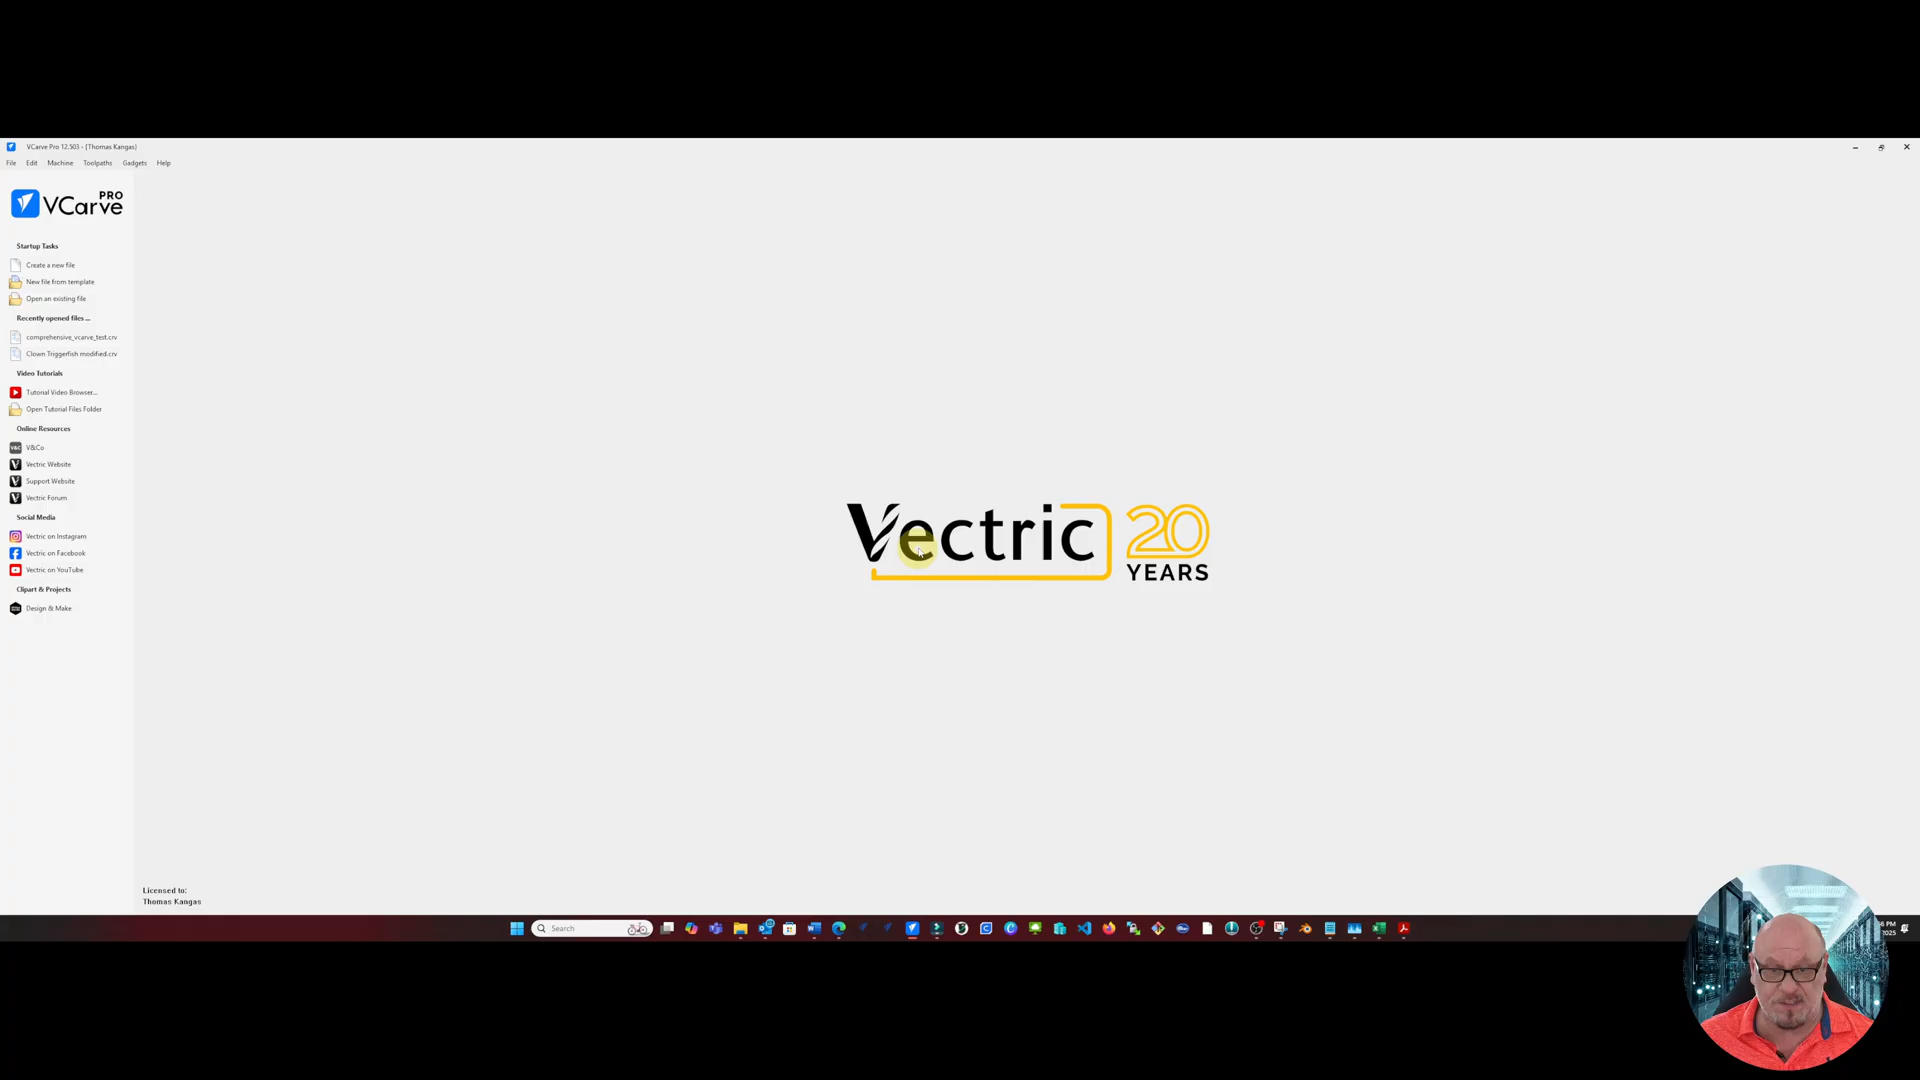 VCarve Pro 12.503 - [Thomas Kangas]
File Edit Machine Toolpaths Gadgets Help
VCarve PRO
Startup Tasks
Create a new file
New file from template
Open an existing file
Recently opened files ...
comprehensive_vcarve_test.crv
Clown Triggerfish modified.crv
Video Tutorials
Tutorial Video Browser...
Open Tutorial Files Folder
Online Resources
V&Co
Vectric Website
Support Website
Vectric Forum
Social Media
Vectric on Instagram
Vectric on Facebook
Vectric on YouTube
Clipart & Projects
Design & Make
Vectric 20
YEARS
Licensed to:
Thomas Kangas
Search
PM
2025